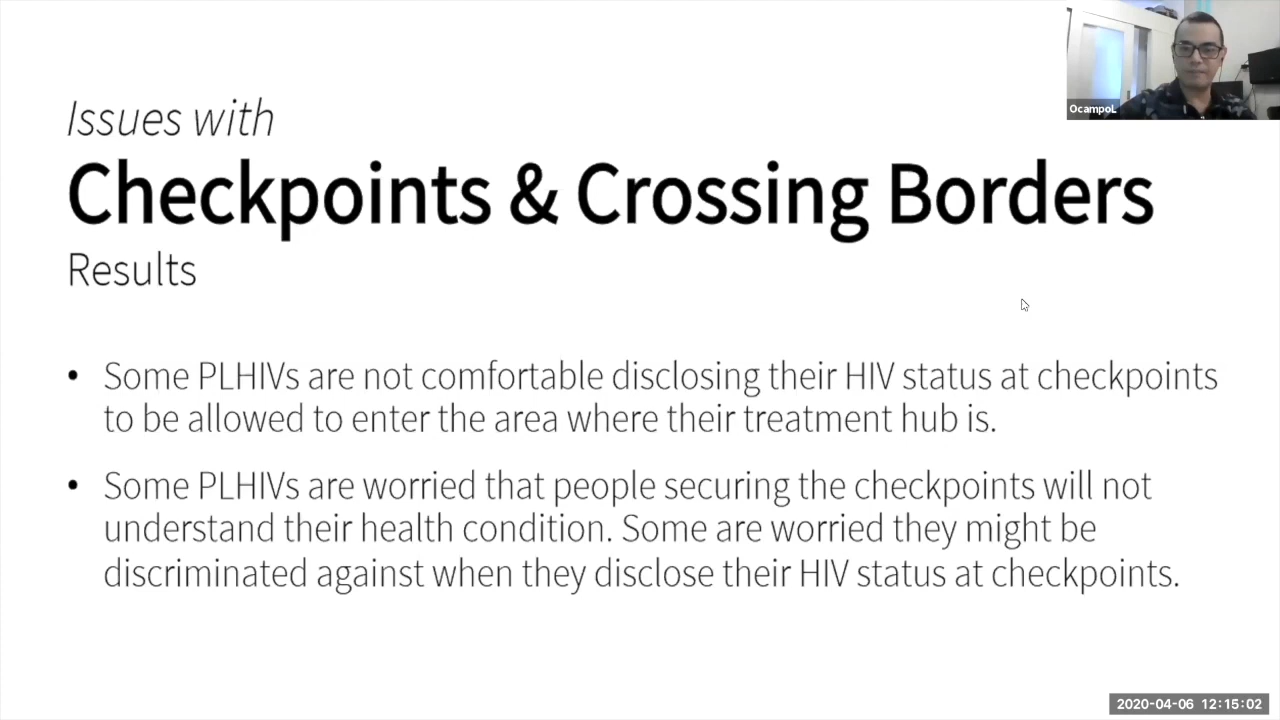 OcampoL
Issues with
Checkpoints & Crossing Borders
Results
• Some PLHIVs are not comfortable disclosing their HIV status at checkpoints
to be allowed to enter the area where their treatment hub is.
• Some PLHIVs are worried that people securing the checkpoints will not
understand their health condition. Some are worried they might be
discriminated against when they disclose their HIV status at checkpoints.
2020-04-06 12:15:02